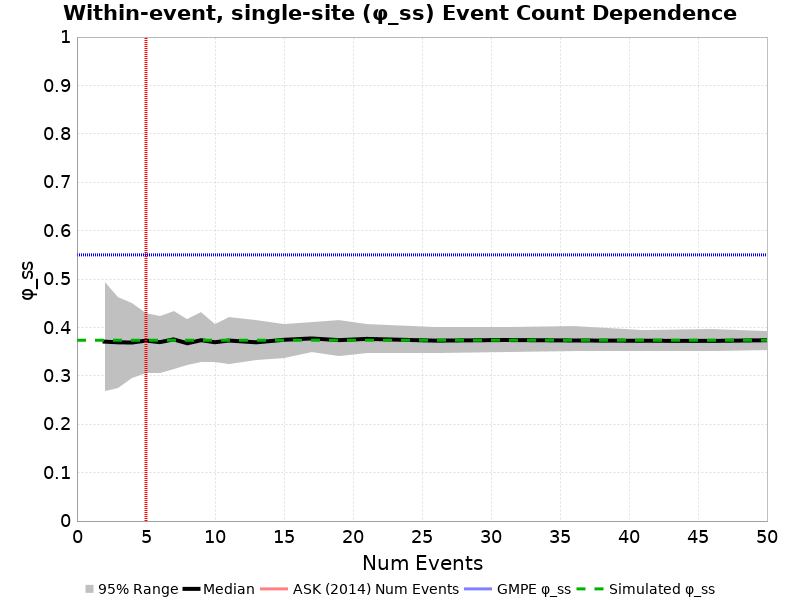 Within-event, single-site (φ_ss) Event Count Dependence
1
0.9
0.8
0.7
0.6
0.5
0.4
0.3
0.2
0.1
0
φ_ss
0 5 10 15 20 25 30 35 40 45 50
Num Events
95% Range Median ASK (2014) Num Events GMPE φ_ss Simulated φ_ss